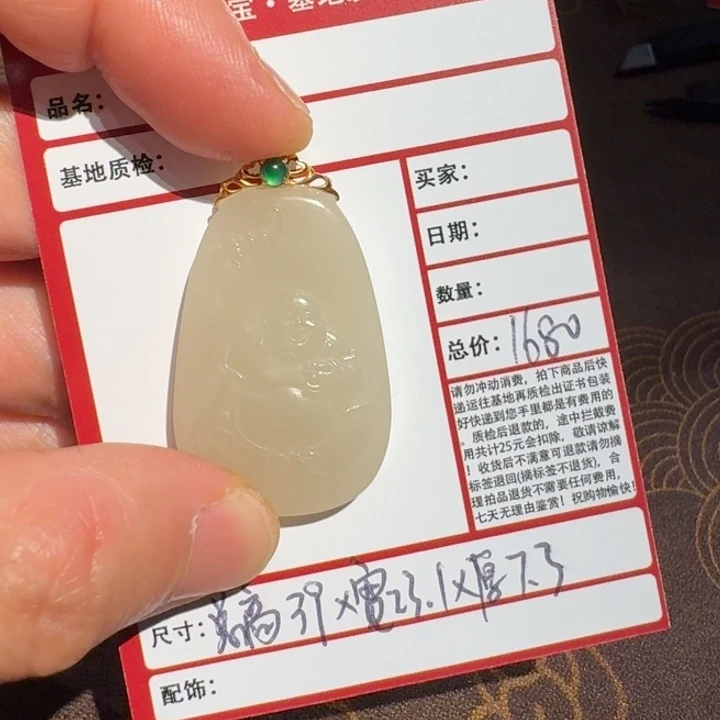 宝·基地
品名：
基地质检：
买家：
日期：
数量：
总价：1680
请勿冲动消费，拍下商品后快
递运往基地再质检出证书包装
好快递到您手里都是有费用的
。质检后退款的，途中拦截费
用共计25元会扣除，敬请谅解
！收货后不满意可退款请勿摘
标签退回(摘标签不退货)，合
理拍品退货不需要任何费用，
七天无理由鉴赏！祝购物愉快！
尺寸：高39×宽23.1×厚7.3
配饰：